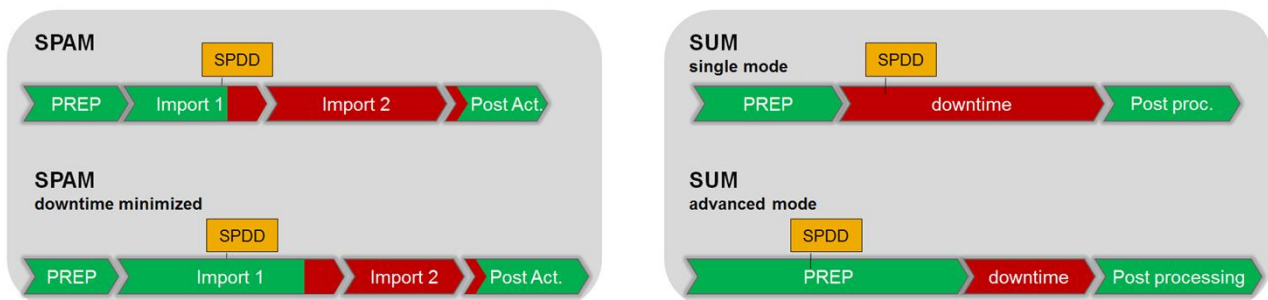 SPAM
SPDD
PREP Import 1 Import 2 Post Act.
SPAM
downtime minimized
SPDD
PREP Import 1 Import 2 Post Act.
SUM
single mode
SPDD
PREP downtime Post proc.
SUM
advanced mode
SPDD
PREP downtime Post processing